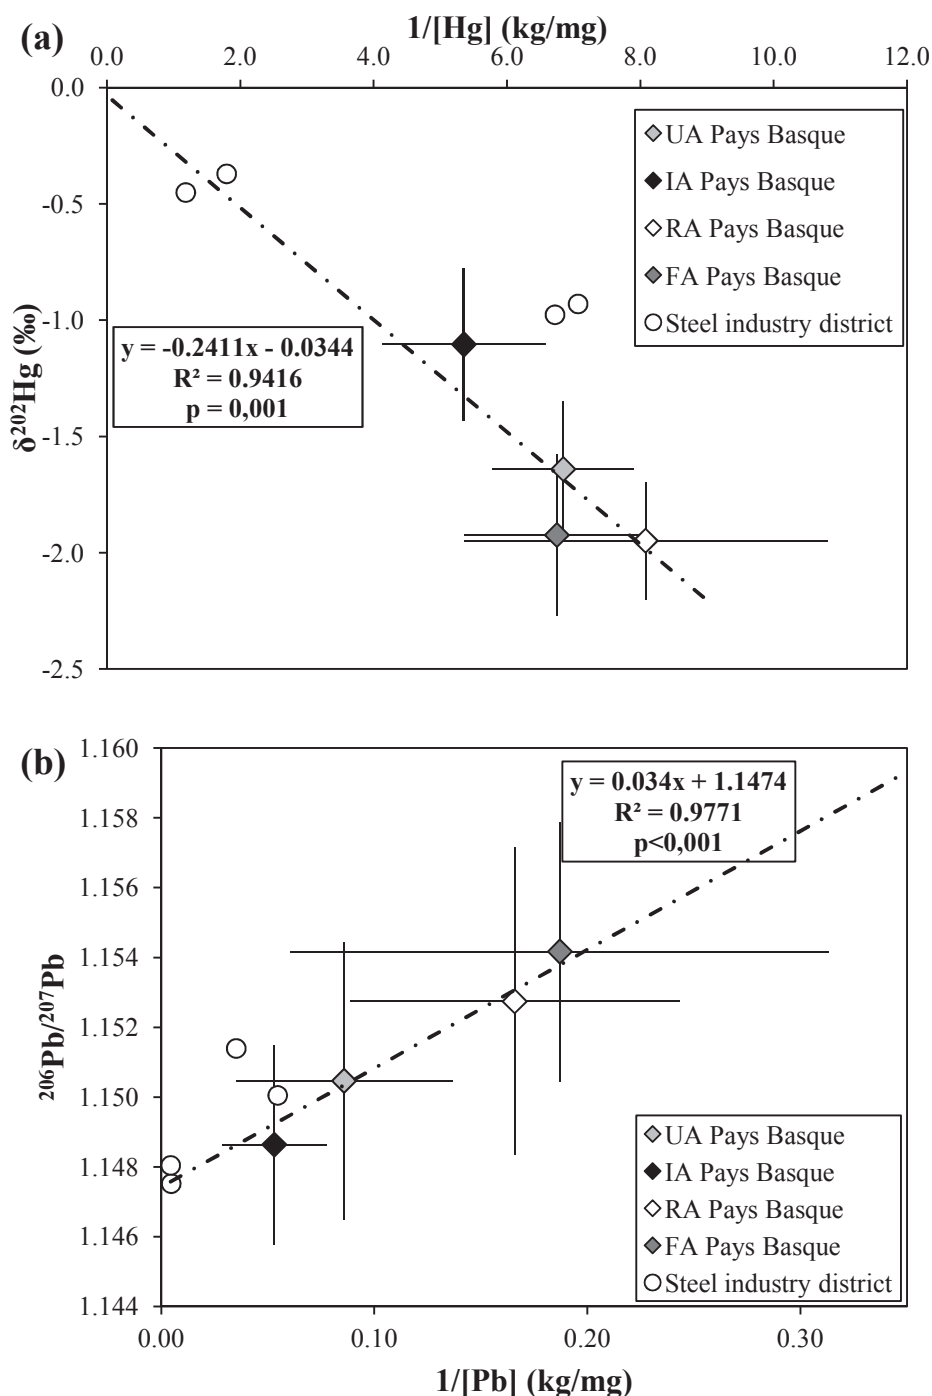 (a)
1/[Hg] (kg/mg)
0.0 2.0 4.0 6.0 8.0 10.0 12.0
0.0
-0.5
-1.0
-1.5
-2.0
-2.5
δ²⁰²Hg (‰)
UA Pays Basque
IA Pays Basque
RA Pays Basque
FA Pays Basque
Steel industry district
y = -0.2411x - 0.0344
R² = 0.9416
p = 0,001
(b)
1.160
1.158
1.156
1.154
1.152
1.150
1.148
1.146
1.144
²⁰⁶Pb/²⁰⁷Pb
y = 0.034x + 1.1474
R² = 0.9771
p<0,001
UA Pays Basque
IA Pays Basque
RA Pays Basque
FA Pays Basque
Steel industry district
0.00 0.10 0.20 0.30
1/[Pb] (kg/mg)